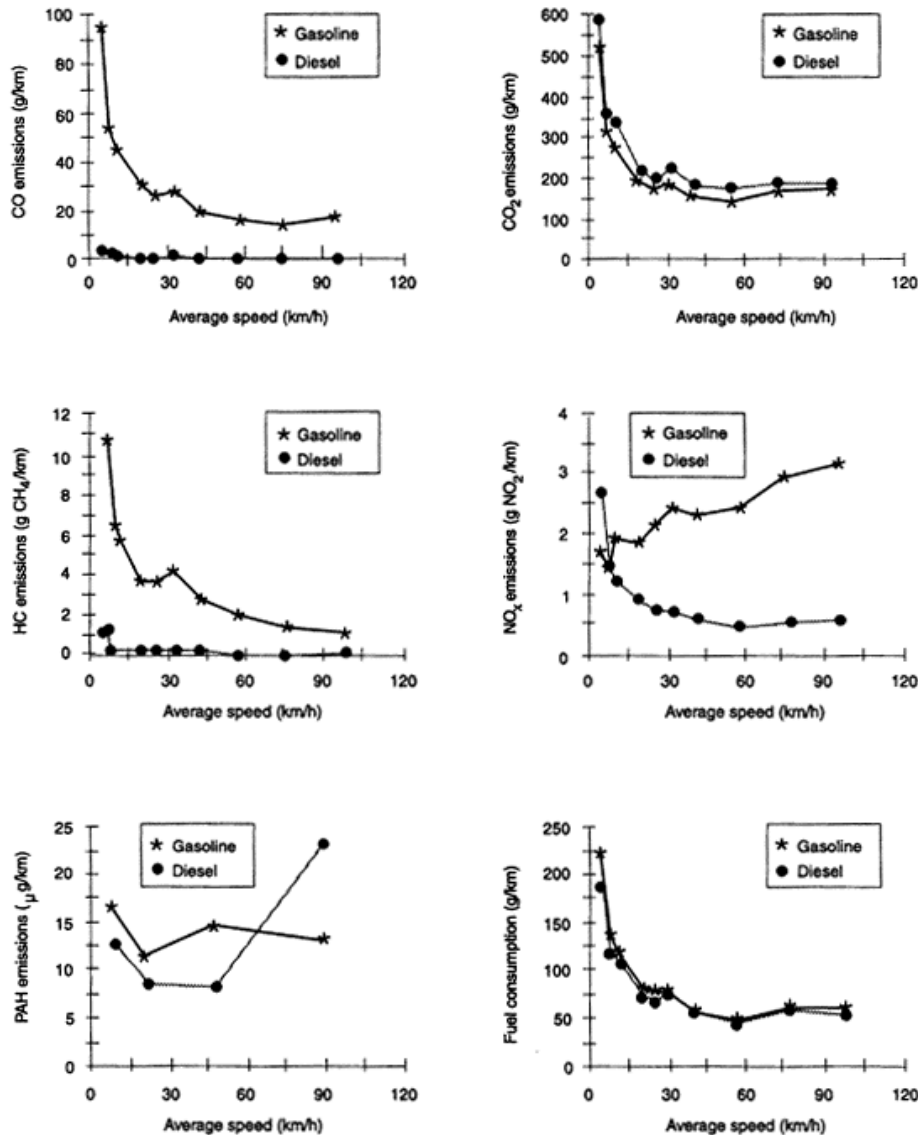 CO emissions (g/km)
100
80
60
40
20
0
Gasoline
Diesel
0 30 60 90 120
Average speed (km/h)
CO₂ emissions (g/km)
600
500
400
300
200
100
0
Gasoline
Diesel
0 30 60 90 120
Average speed (km/h)
HC emissions (g CH₄/km)
12
10
8
6
4
2
0
Gasoline
Diesel
0 30 60 90 120
Average speed (km/h)
NOₓ emissions (g NO₂/km)
4
3
2
1
0
Gasoline
Diesel
0 30 60 90 120
Average speed (km/h)
PAH emissions (μg/km)
25
20
15
10
5
0
Gasoline
Diesel
0 30 60 90 120
Average speed (km/h)
Fuel consumption (g/km)
250
200
150
100
50
0
Gasoline
Diesel
0 30 60 90 120
Average speed (km/h)